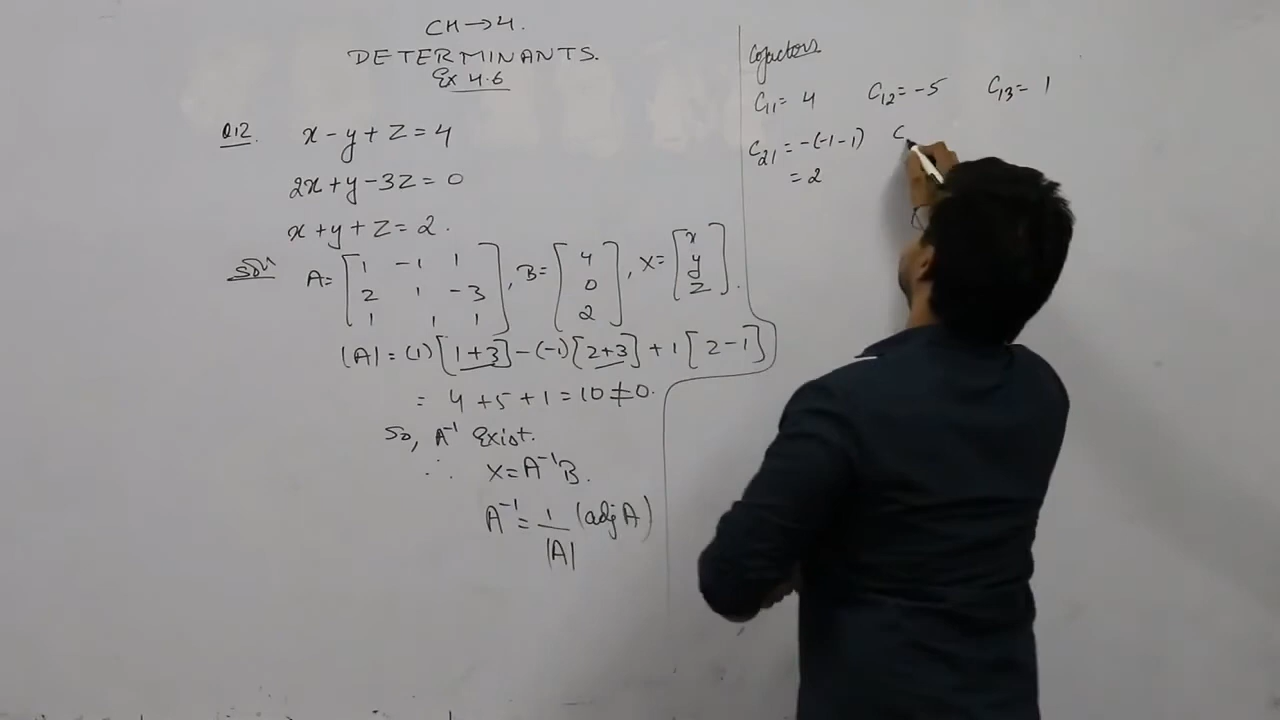 CH→4.
DETERMINANTS.
Ex 4.6
Q12. x-y+z=4
2x+y-3z=0
x+y+z=2.
Solⁿ A=[1 -1 1; 2 1 -3; 1 1 1], B=[4; 0; 2], X=[x; y; z].
|A| = (1)[1+3]-(-1)[2+3]+1[2-1]
= 4+5+1=10≠0.
So, A⁻¹ Exist.
∴ X=A⁻¹B.
A⁻¹=1/|A| (adj A)
Cofactors
C₁₁= 4 C₁₂=-5 C₁₃= 1
C₂₁=-(-1-1) C
= 2